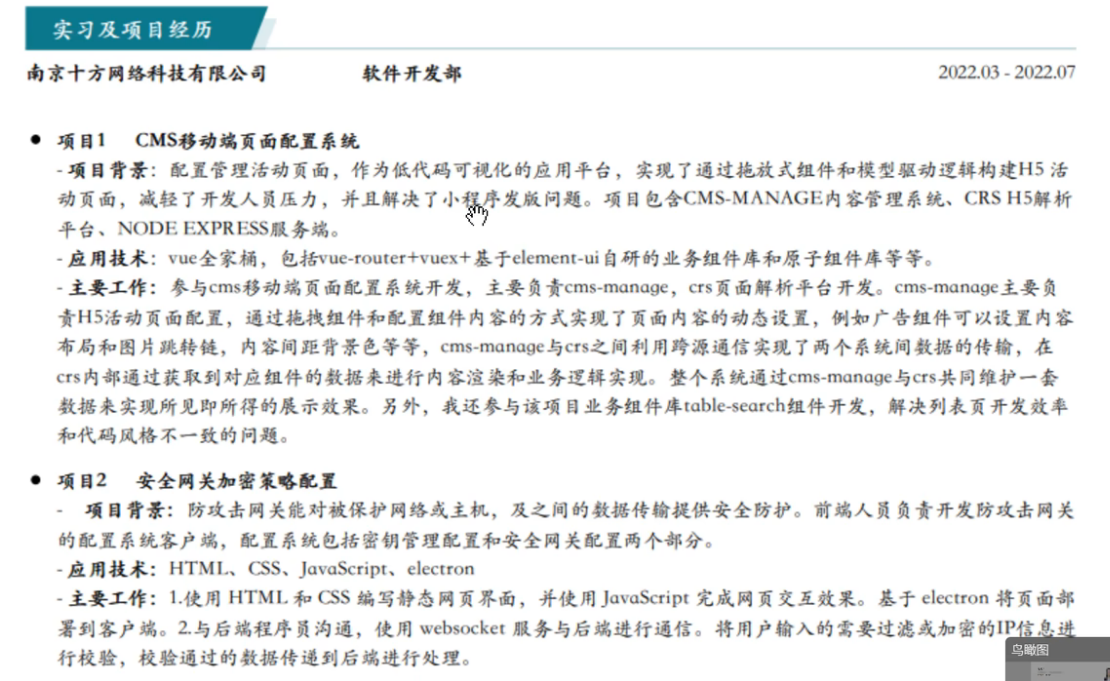 实习及项目经历
南京十方网络科技有限公司 软件开发部 2022.03 - 2022.07
● 项目1 CMS移动端页面配置系统
- 项目背景：配置管理活动页面，作为低代码可视化的应用平台，实现了通过拖放式组件和模型驱动逻辑构建H5 活
动页面，减轻了开发人员压力，并且解决了小程序发版问题。项目包含CMS-MANAGE内容管理系统、CRS H5解析
平台、NODE EXPRESS服务端。
- 应用技术：vue全家桶，包括vue-router+vuex+基于element-ui自研的业务组件库和原子组件库等等。
- 主要工作：参与cms移动端页面配置系统开发，主要负责cms-manage，crs页面解析平台开发。cms-manage主要负
责H5活动页面配置，通过拖拽组件和配置组件内容的方式实现了页面内容的动态设置，例如广告组件可以设置内容
布局和图片跳转链，内容间距背景色等等，cms-manage与crs之间利用跨源通信实现了两个系统间数据的传输，在
crs内部通过获取到对应组件的数据来进行内容渲染和业务逻辑实现。整个系统通过cms-manage与crs共同维护一套
数据来实现所见即所得的展示效果。另外，我还参与该项目业务组件库table-search组件开发，解决列表页开发效率
和代码风格不一致的问题。
● 项目2 安全网关加密策略配置
- 项目背景：防攻击网关能对被保护网络或主机，及之间的数据传输提供安全防护。前端人员负责开发防攻击网关
的配置系统客户端，配置系统包括密钥管理配置和安全网关配置两个部分。
- 应用技术：HTML、CSS、JavaScript、electron
- 主要工作：1.使用 HTML 和 CSS 编写静态网页界面，并使用 JavaScript 完成网页交互效果。基于 electron 将页面部
署到客户端。2.与后端程序员沟通，使用 websocket 服务与后端进行通信。将用户输入的需要过滤或加密的IP信息进
行校验，校验通过的数据传递到后端进行处理。
鸟瞰图